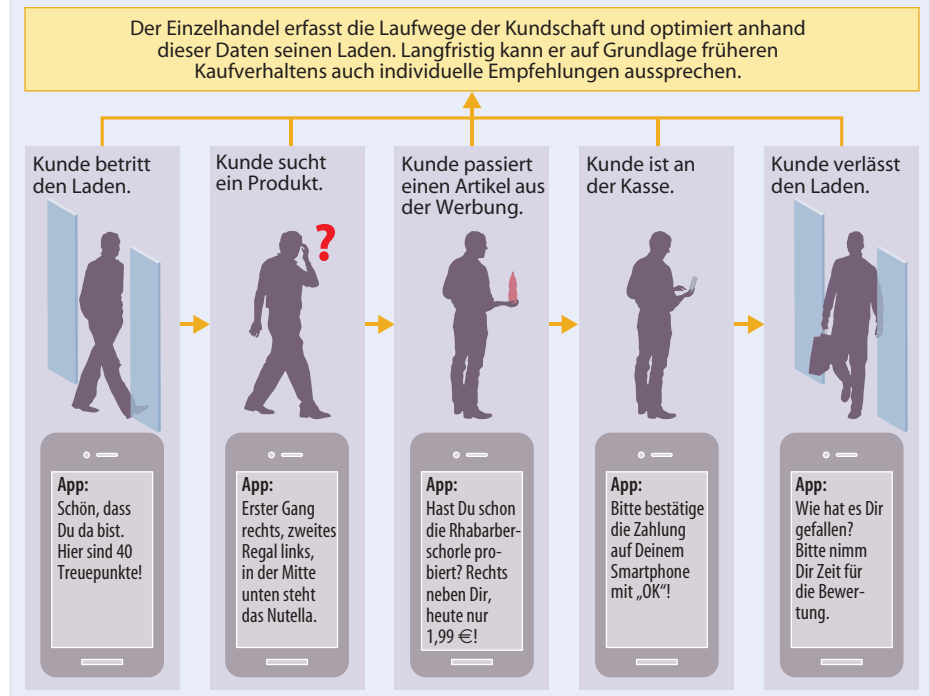 Der Einzelhandel erfasst die Laufwege der Kundschaft und optimiert anhand
dieser Daten seinen Laden. Langfristig kann er auf Grundlage früheren
Kaufverhaltens auch individuelle Empfehlungen aussprechen.
Kunde betritt
den Laden.
Kunde sucht
ein Produkt.
Kunde passiert
einen Artikel aus
der Werbung.
Kunde ist an
der Kasse.
Kunde verlässt
den Laden.
?
App:
Schön, dass
Du da bist.
Hier sind 40
Treuepunkte!
App:
Erster Gang
rechts, zweites
Regal links,
in der Mitte
unten steht
das Nutella.
App:
Hast Du schon
die Rhabarber-
schorle pro-
biert? Rechts
neben Dir,
heute nur
1,99 €!
App:
Bitte bestätige
die Zahlung
auf Deinem
Smartphone
mit „OK“!
App:
Wie hat es Dir
gefallen?
Bitte nimm
Dir Zeit für
die Bewer-
tung.